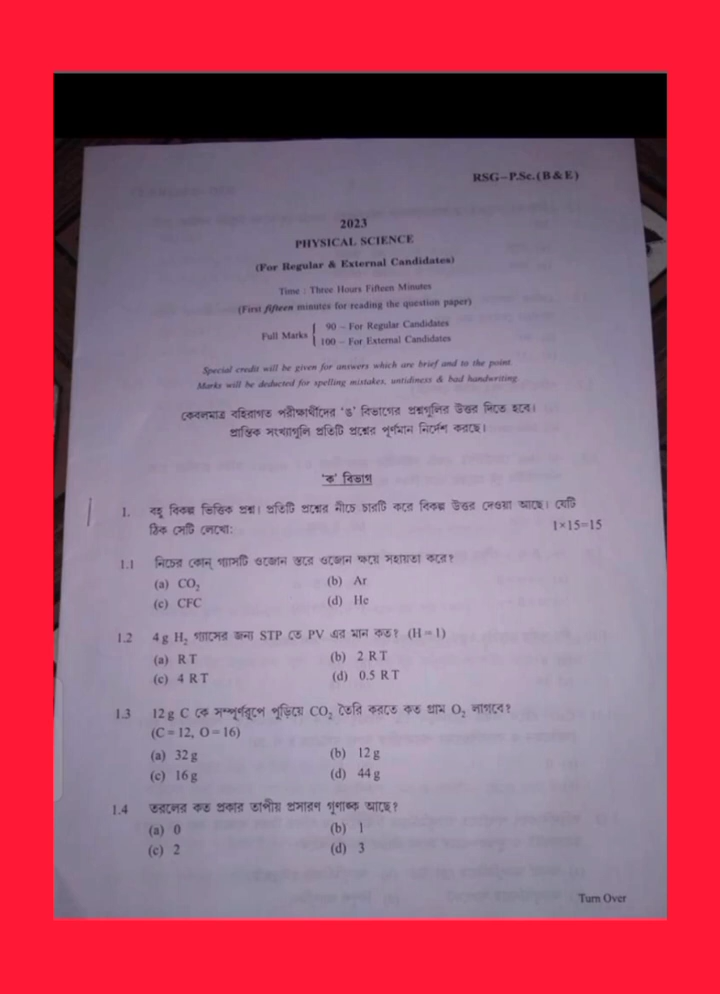 RSG–P.Sc.(B&E)
2023
PHYSICAL SCIENCE
(For Regular & External Candidates)
Time : Three Hours Fifteen Minutes
(First fifteen minutes for reading the question paper)
Full Marks { 90 – For Regular Candidates
100 – For External Candidates
Special credit will be given for answers which are brief and to the point.
Marks will be deducted for spelling mistakes, untidiness & bad handwriting.
কেবলমাত্র বহিরাগত পরীক্ষার্থীদের ‘ঙ’ বিভাগের প্রশ্নগুলির উত্তর দিতে হবে।
প্রান্তিক সংখ্যাগুলি প্রতিটি প্রশ্নের পূর্ণমান নির্দেশ করছে।
‘ক’ বিভাগ
1. বহু বিকল্প ভিত্তিক প্রশ্ন। প্রতিটি প্রশ্নের নীচে চারটি করে বিকল্প উত্তর দেওয়া আছে। যেটি
ঠিক সেটি লেখো: 1×15=15
1.1 নিচের কোন্ গ্যাসটি ওজোন স্তরে ওজোন ক্ষয়ে সহায়তা করে?
(a) CO₂ (b) Ar
(c) CFC (d) He
1.2 4 g H₂ গ্যাসের জন্য STP তে PV এর মান কত? (H = 1)
(a) R T (b) 2 R T
(c) 4 R T (d) 0.5 R T
1.3 12 g C কে সম্পূর্ণরূপে পুড়িয়ে CO₂ তৈরি করতে কত গ্রাম O₂ লাগবে?
(C = 12, O = 16)
(a) 32 g (b) 12 g
(c) 16 g (d) 44 g
1.4 তরলের কত প্রকার তাপীয় প্রসারণ গুণাঙ্ক আছে?
(a) 0 (b) 1
(c) 2 (d) 3
Turn Over